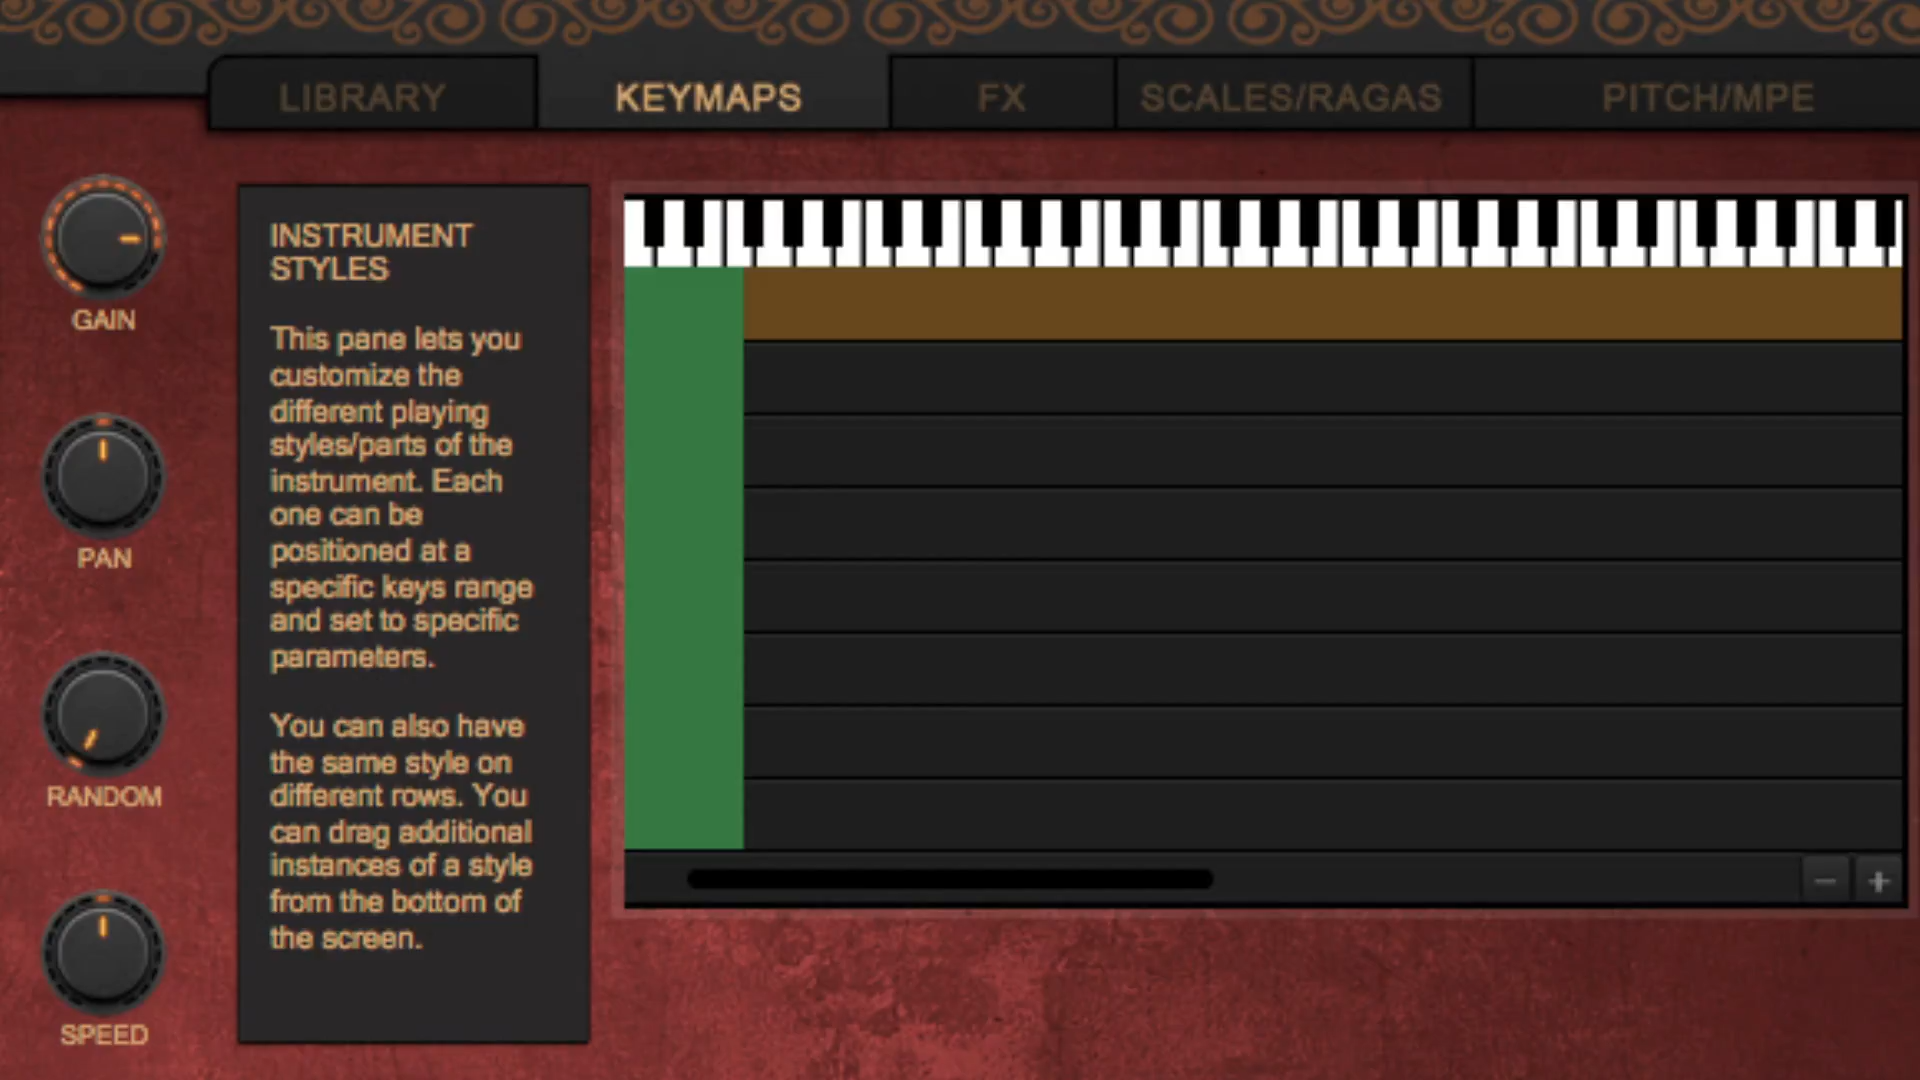 LIBRARY
KEYMAPS
FX
SCALES/RAGAS
PITCH/MPE
GAIN
PAN
RANDOM
SPEED
INSTRUMENT
STYLES
This pane lets you
customize the
different playing
styles/parts of the
instrument. Each
one can be
positioned at a
specific keys range
and set to specific
parameters.
You can also have
the same style on
different rows. You
can drag additional
instances of a style
from the bottom of
the screen.
− +